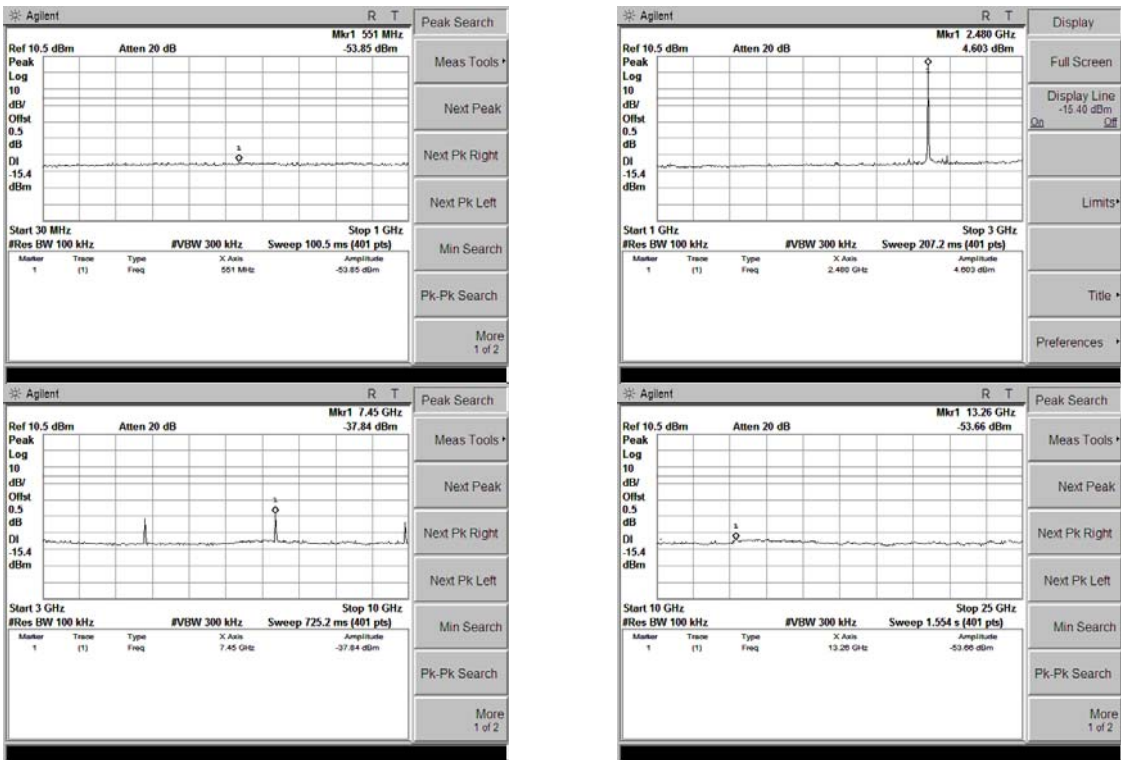 Agilent R T
Peak Search
Mkr1 551 MHz
Ref 10.5 dBm Atten 20 dB -53.85 dBm
Peak
Log
10
dB/
Offst
0.5
dB
DI
-15.4
dBm
1
Start 30 MHz Stop 1 GHz
#Res BW 100 kHz #VBW 300 kHz Sweep 100.5 ms (401 pts)
Marker Trace Type X Axis Amplitude
1 (1) Freq 551 MHz -53.85 dBm
Meas Tools
Next Peak
Next Pk Right
Next Pk Left
Min Search
Pk-Pk Search
More
1 of 2
Agilent R T
Display
Mkr1 2.480 GHz
Ref 10.5 dBm Atten 20 dB 4.603 dBm
Peak
Log
10
dB/
Offst
0.5
dB
DI
-15.4
dBm
Start 1 GHz Stop 3 GHz
#Res BW 100 kHz #VBW 300 kHz Sweep 207.2 ms (401 pts)
Marker Trace Type X Axis Amplitude
1 (1) Freq 2.480 GHz 4.603 dBm
Full Screen
Display Line
-15.40 dBm
On Off
Limits
Title
Preferences
Agilent R T
Peak Search
Mkr1 7.45 GHz
Ref 10.5 dBm Atten 20 dB -37.84 dBm
Peak
Log
10
dB/
Offst
0.5
dB
DI
-15.4
dBm
1
Start 3 GHz Stop 10 GHz
#Res BW 100 kHz #VBW 300 kHz Sweep 725.2 ms (401 pts)
Marker Trace Type X Axis Amplitude
1 (1) Freq 7.45 GHz -37.84 dBm
Meas Tools
Next Peak
Next Pk Right
Next Pk Left
Min Search
Pk-Pk Search
More
1 of 2
Agilent R T
Peak Search
Mkr1 13.26 GHz
Ref 10.5 dBm Atten 20 dB -53.66 dBm
Peak
Log
10
dB/
Offst
0.5
dB
DI
-15.4
dBm
1
Start 10 GHz Stop 25 GHz
#Res BW 100 kHz #VBW 300 kHz Sweep 1.554 s (401 pts)
Marker Trace Type X Axis Amplitude
1 (1) Freq 13.26 GHz -53.66 dBm
Meas Tools
Next Peak
Next Pk Right
Next Pk Left
Min Search
Pk-Pk Search
More
1 of 2